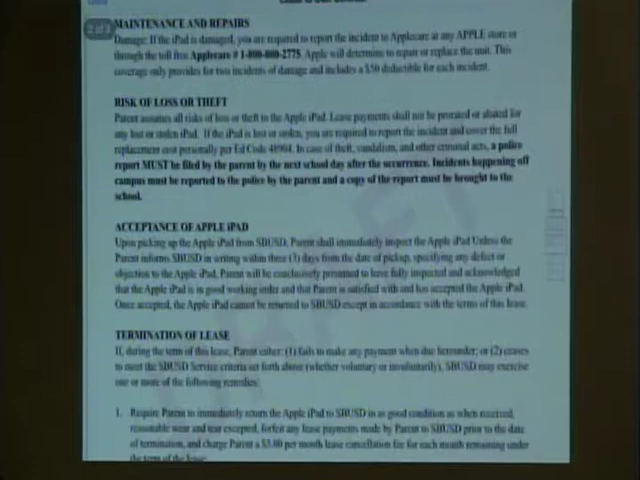 2 of 3
MAINTENANCE AND REPAIRS
Damage: If the iPad is damaged, you are required to report the incident to Applecare at any APPLE store or
through the toll free Applecare # 1-800-800-2775. Apple will determine to repair or replace the unit. This
coverage only provides for two incidents of damage and includes a $50 deductible for each incident.
RISK OF LOSS OR THEFT
Parent assumes all risks of loss or theft to the Apple iPad. Lease payments shall not be prorated or abated for
any lost or stolen iPad. If the iPad is lost or stolen, you are required to report the incident and cover the full
replacement cost personally per Ed Code 48904. In case of theft, vandalism, and other criminal acts, a police
report MUST be filed by the parent by the next school day after the occurrence. Incidents happening off
campus must be reported to the police by the parent and a copy of the report must be brought to the
school.
ACCEPTANCE OF APPLE iPAD
Upon picking up the Apple iPad from SBUSD, Parent shall immediately inspect the Apple iPad Unless the
Parent informs SBUSD in writing within three (3) days from the date of pickup, specifying any defect or
objection to the Apple iPad, Parent will be conclusively presumed to have fully inspected and acknowledged
that the Apple iPad is in good working order and that Parent is satisfied with and has accepted the Apple iPad.
Once accepted, the Apple iPad cannot be returned to SBUSD except in accordance with the terms of this lease.
TERMINATION OF LEASE
If, during the term of this lease, Parent either: (1) fails to make any payment when due hereunder; or (2) ceases
to meet the SBUSD Service criteria set forth above (whether voluntary or involuntarily), SBUSD may exercise
one or more of the following remedies:
1. Require Parent to immediately return the Apple iPad to SBUSD in as good condition as when received,
reasonable wear and tear excepted, forfeit any lease payments made by Parent to SBUSD prior to the date
of termination, and charge Parent a $3.00 per month lease cancellation fee for each month remaining under
the term of the lease